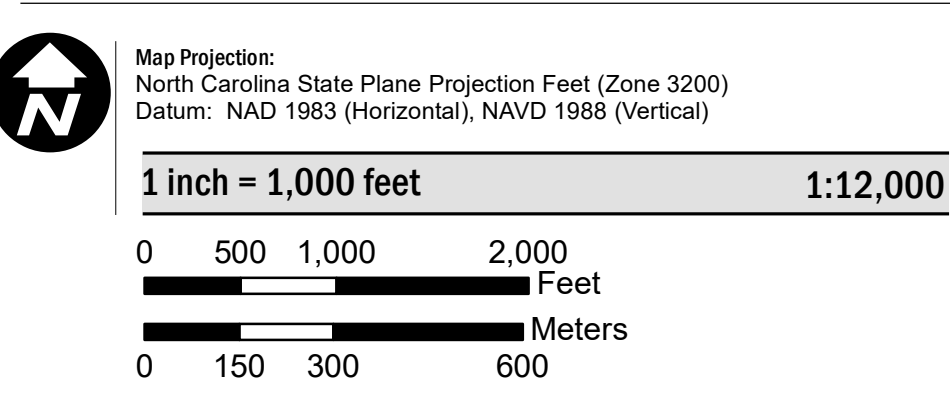 N
Map Projection:
North Carolina State Plane Projection Feet (Zone 3200)
Datum:  NAD 1983 (Horizontal), NAVD 1988 (Vertical)
1 inch = 1,000 feet 1:12,000
0 500 1,000 2,000
Feet
Meters
0 150 300 600